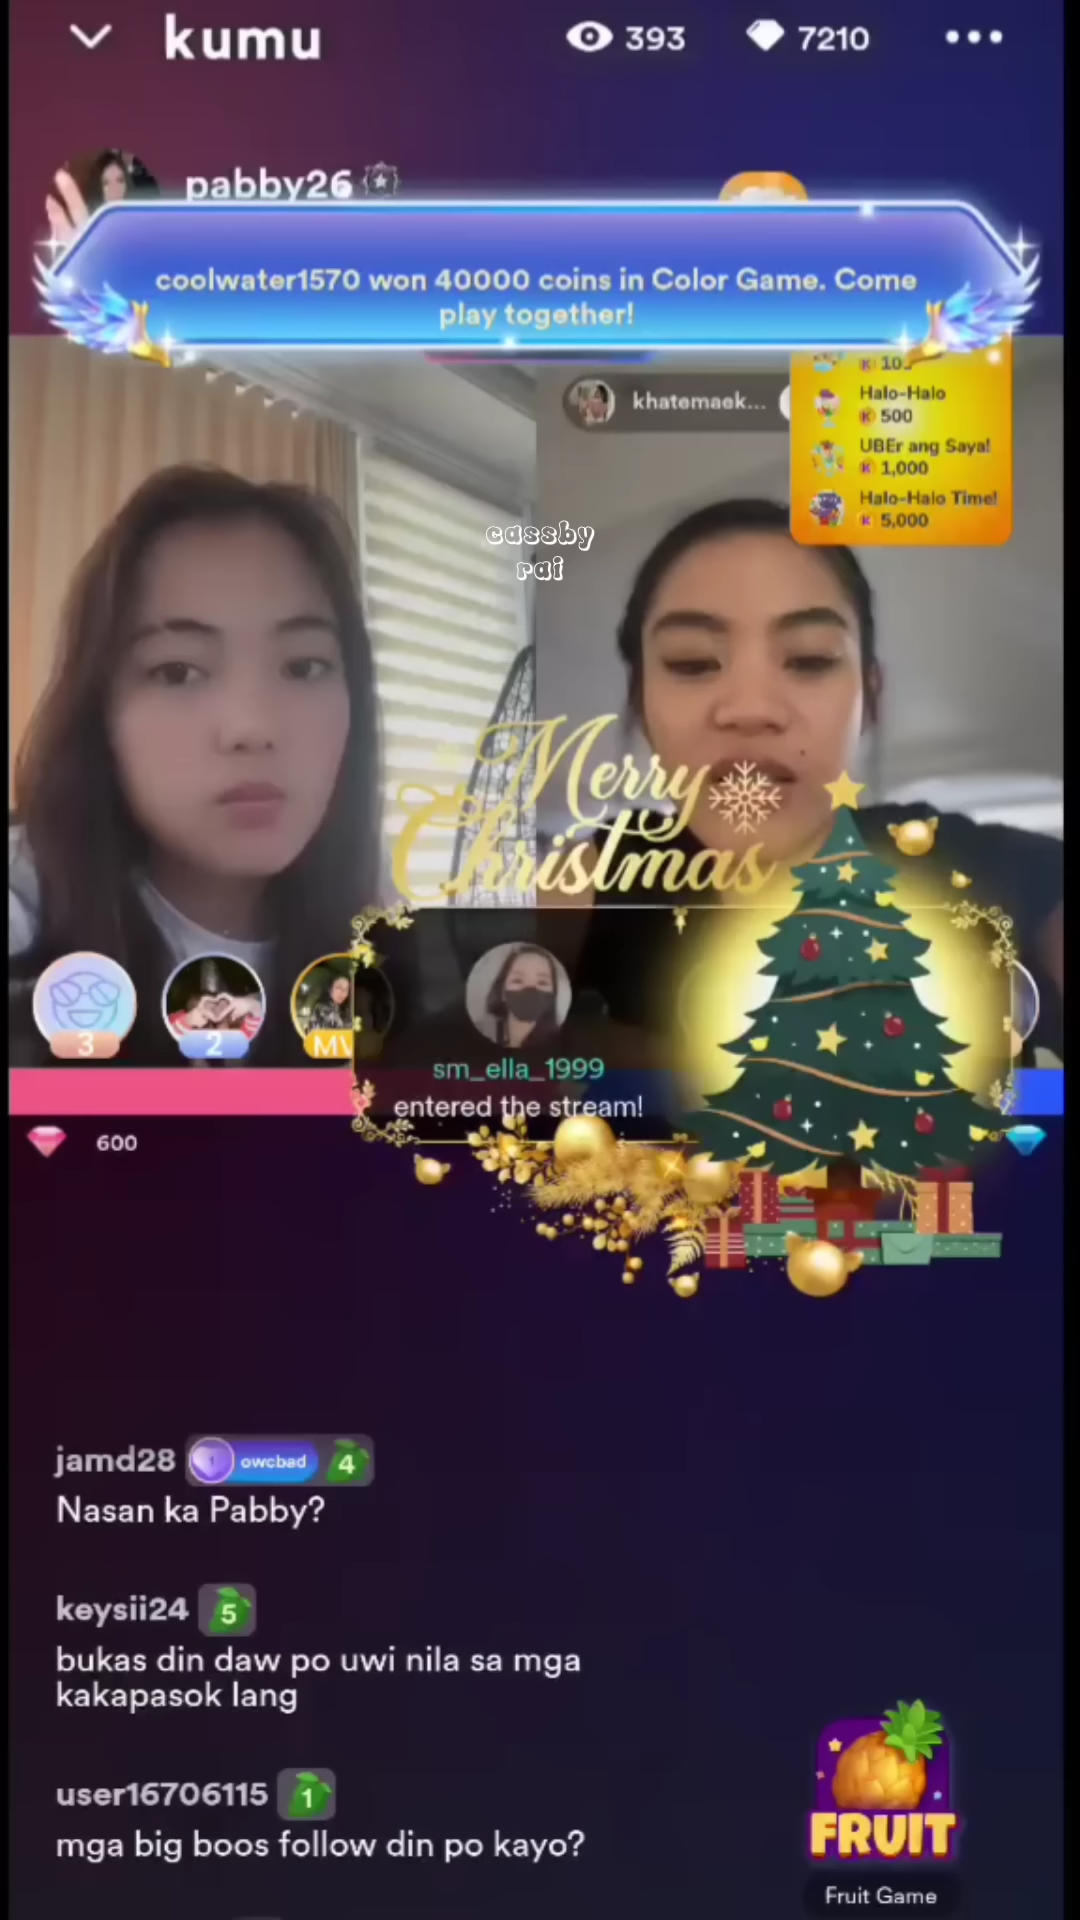 kumu
393
7210
pabby26
coolwater1570 won 40000 coins in Color Game. Come
play together!
khatemaek...
Halo-Halo
K 500
UBEr ang Saya!
K 1,000
Halo-Halo Time!
K 5,000
cassby
rai
Merry
Christmas
3
2
sm_ella_1999
entered the stream!
600
jamd28 1 owcbad 4
Nasan ka Pabby?
keysii24 5
bukas din daw po uwi nila sa mga
kakapasok lang
user16706115 1
mga big boos follow din po kayo?
FRUIT
Fruit Game